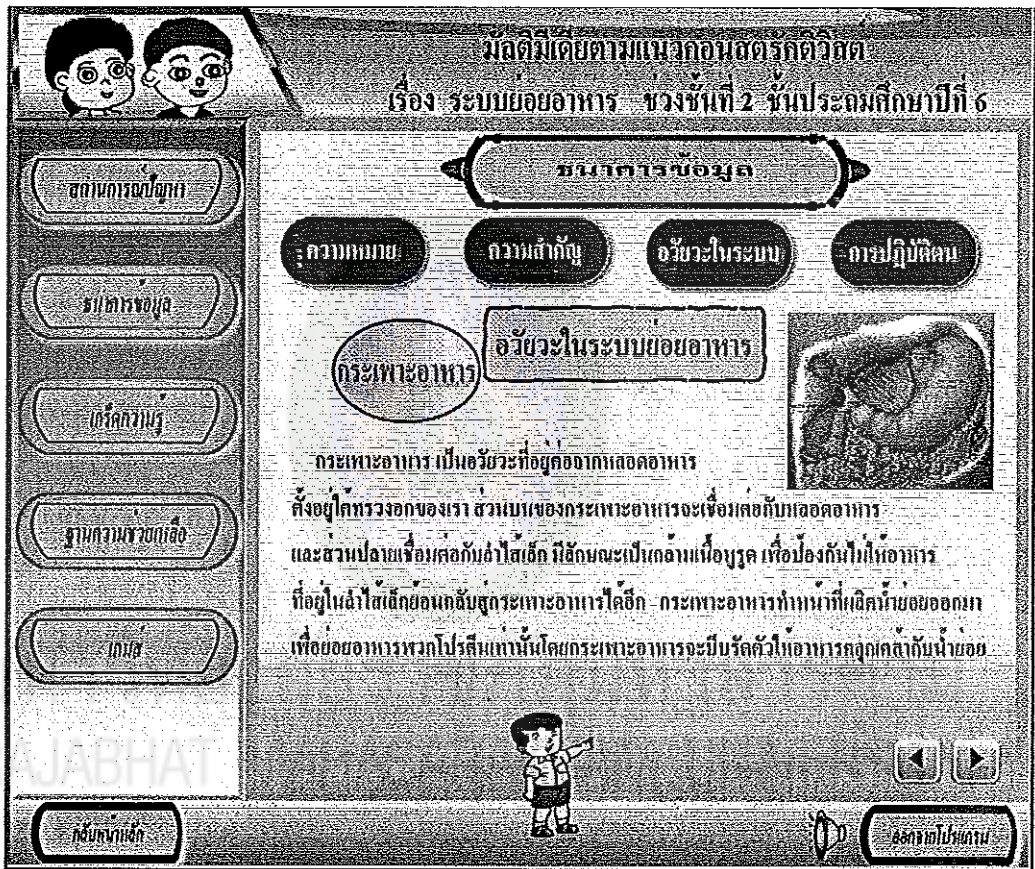 มัลติมีเดียตามแนวคอนสตรัคติวิสต์
เรื่อง ระบบย่อยอาหาร ช่วงชั้นที่ 2 ชั้นประถมศึกษาปีที่ 6
สถานการณ์ปัญหา
ธนาคารข้อมูล
เกร็ดความรู้
ฐานความช่วยเหลือ
เกมส์
ธนาคารข้อมูล
ความหมาย
ความสำคัญ
อวัยวะในระบบ
การปฏิบัติตน
อวัยวะในระบบย่อยอาหาร
กระเพาะอาหาร
กระเพาะอาหาร เป็นอวัยวะที่อยู่ต่อจากหลอดอาหาร
ตั้งอยู่ใต้ทรวงอกของเรา ส่วนบนของกระเพาะอาหารจะเชื่อมต่อกับหลอดอาหาร
และส่วนปลายเชื่อมต่อกับลำไส้เล็ก มีลักษณะเป็นกล้ามเนื้อหูรูด เพื่อป้องกันไม่ให้อาหาร
ที่อยู่ในลำไส้เล็กย้อนกลับสู่กระเพาะอาหารได้อีก กระเพาะอาหารทำหน้าที่ผลิตน้ำย่อยออกมา
เพื่อย่อยอาหารพวกโปรตีนเท่านั้นโดยกระเพาะอาหารจะบีบรัดตัวให้อาหารคลุกเคล้ากับน้ำย่อย
AJABHAT
กลับหน้าหลัก
ออกจากโปรแกรม